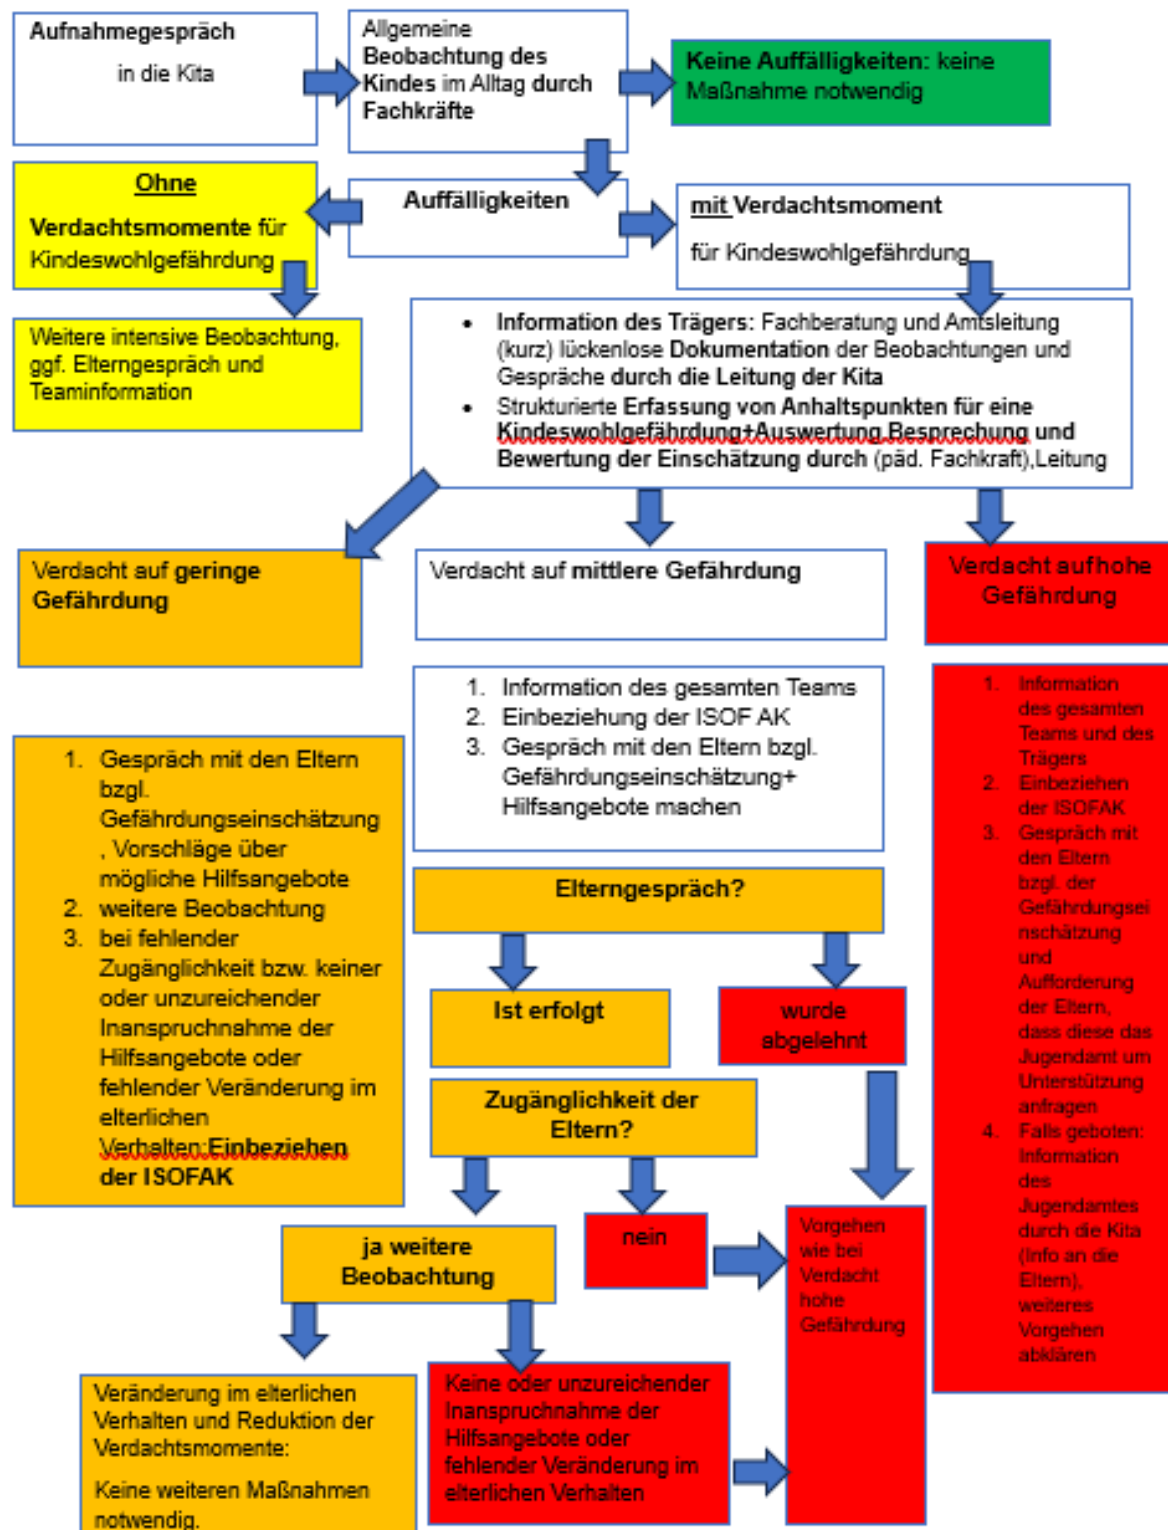 Aufnahmegespräch
in die Kita
Allgemeine
Beobachtung des
Kindes im Alltag durch
Fachkräfte
Keine Auffälligkeiten: keine
Maßnahme notwendig
Ohne
Verdachtsmomente für
Kindeswohlgefährdung
Auffälligkeiten
mit Verdachtsmoment
für Kindeswohlgefährdung
Weitere intensive Beobachtung,
ggf. Elterngespräch und
Teaminformation
• Information des Trägers: Fachberatung und Amtsleitung
(kurz) lückenlose Dokumentation der Beobachtungen und
Gespräche durch die Leitung der Kita
• Strukturierte Erfassung von Anhaltspunkten für eine
Kindeswohlgefährdung+Auswertung Besprechung und
Bewertung der Einschätzung durch (päd. Fachkraft),Leitung
Verdacht auf geringe
Gefährdung
Verdacht auf mittlere Gefährdung
Verdacht auf hohe
Gefährdung
1. Gespräch mit den Eltern
bzgl.
Gefährdungseinschätzung
, Vorschläge über
mögliche Hilfsangebote
2. weitere Beobachtung
3. bei fehlender
Zugänglichkeit bzw. keiner
oder unzureichender
Inanspruchnahme der
Hilfsangebote oder
fehlender Veränderung im
elterlichen
Verhalten:Einbeziehen
der ISOFAK
1. Information des gesamten Teams
2. Einbeziehung der ISOF AK
3. Gespräch mit den Eltern bzgl.
Gefährdungseinschätzung+
Hilfsangebote machen
Elterngespräch?
Ist erfolgt
wurde
abgelehnt
Zugänglichkeit der
Eltern?
ja weitere
Beobachtung
nein
Vorgehen
wie bei
Verdacht
hohe
Gefährdung
Veränderung im elterlichen
Verhalten und Reduktion der
Verdachtsmomente:
Keine weiteren Maßnahmen
notwendig.
Keine oder unzureichender
Inanspruchnahme der
Hilfsangebote oder
fehlender Veränderung im
elterlichen Verhalten
1. Information
des gesamten
Teams und des
Trägers
2. Einbeziehen
der ISOFAK
3. Gespräch mit
den Eltern
bzgl. der
Gefährdungsei
nschätzung
und
Aufforderung
der Eltern,
dass diese das
Jugendamt um
Unterstützung
anfragen
4. Falls geboten:
Information
des
Jugendamtes
durch die Kita
(Info an die
Eltern),
weiteres
Vorgehen
abklären